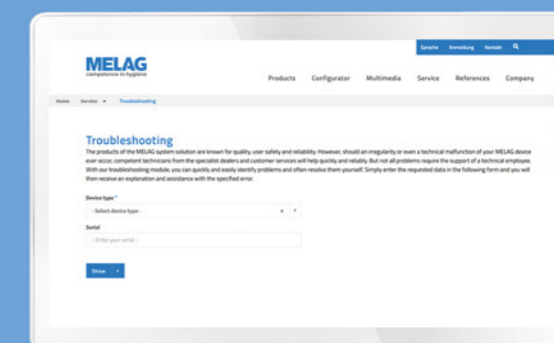 Sprache Anmeldung Kontakt
MELAG
competence in hygiene
Products Configurator Multimedia Service References Company
Home Service Troubleshooting
Troubleshooting
The products of the MELAG system solution are known for quality, user safety and reliability. However, should an irregularity or even a technical malfunction of your MELAG device
ever occur, competent technicians from the specialist dealers and customer services will help quickly and reliably. But not all problems require the support of a technical employee.
With our troubleshooting module, you can quickly and easily identify problems and often resolve them yourself. Simply enter the requested data in the following form and you will
then receive an explanation and assistance with the specified error.
Device type *
- Select device type -
Serial
- Enter your serial -
Show